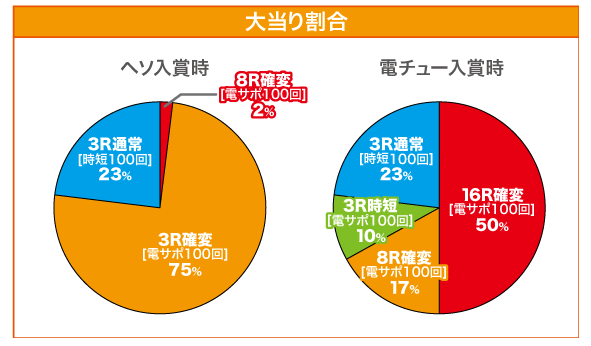 大当り割合
ヘソ入賞時
8R確変
[電サポ100回]
2%
3R通常
[時短100回]
23%
3R確変
[電サポ100回]
75%
電チュー入賞時
3R通常
[時短100回]
23%
16R確変
[電サポ100回]
50%
3R時短
[電サポ100回]
10%
8R確変
[電サポ100回]
17%